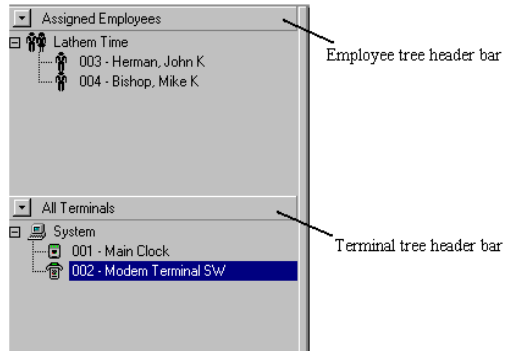 Assigned Employees
Lathem Time
003 - Herman, John K
004 - Bishop, Mike K
Employee tree header bar
All Terminals
System
001 - Main Clock
002 - Modem Terminal SW
Terminal tree header bar